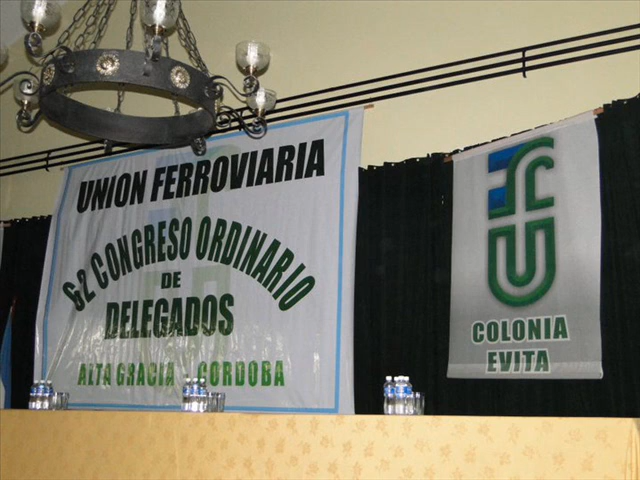 UNION FERROVIARIA
62 CONGRESO ORDINARIO
DE
DELEGADOS
ALTA GRACIA - CORDOBA
COLONIA
EVITA